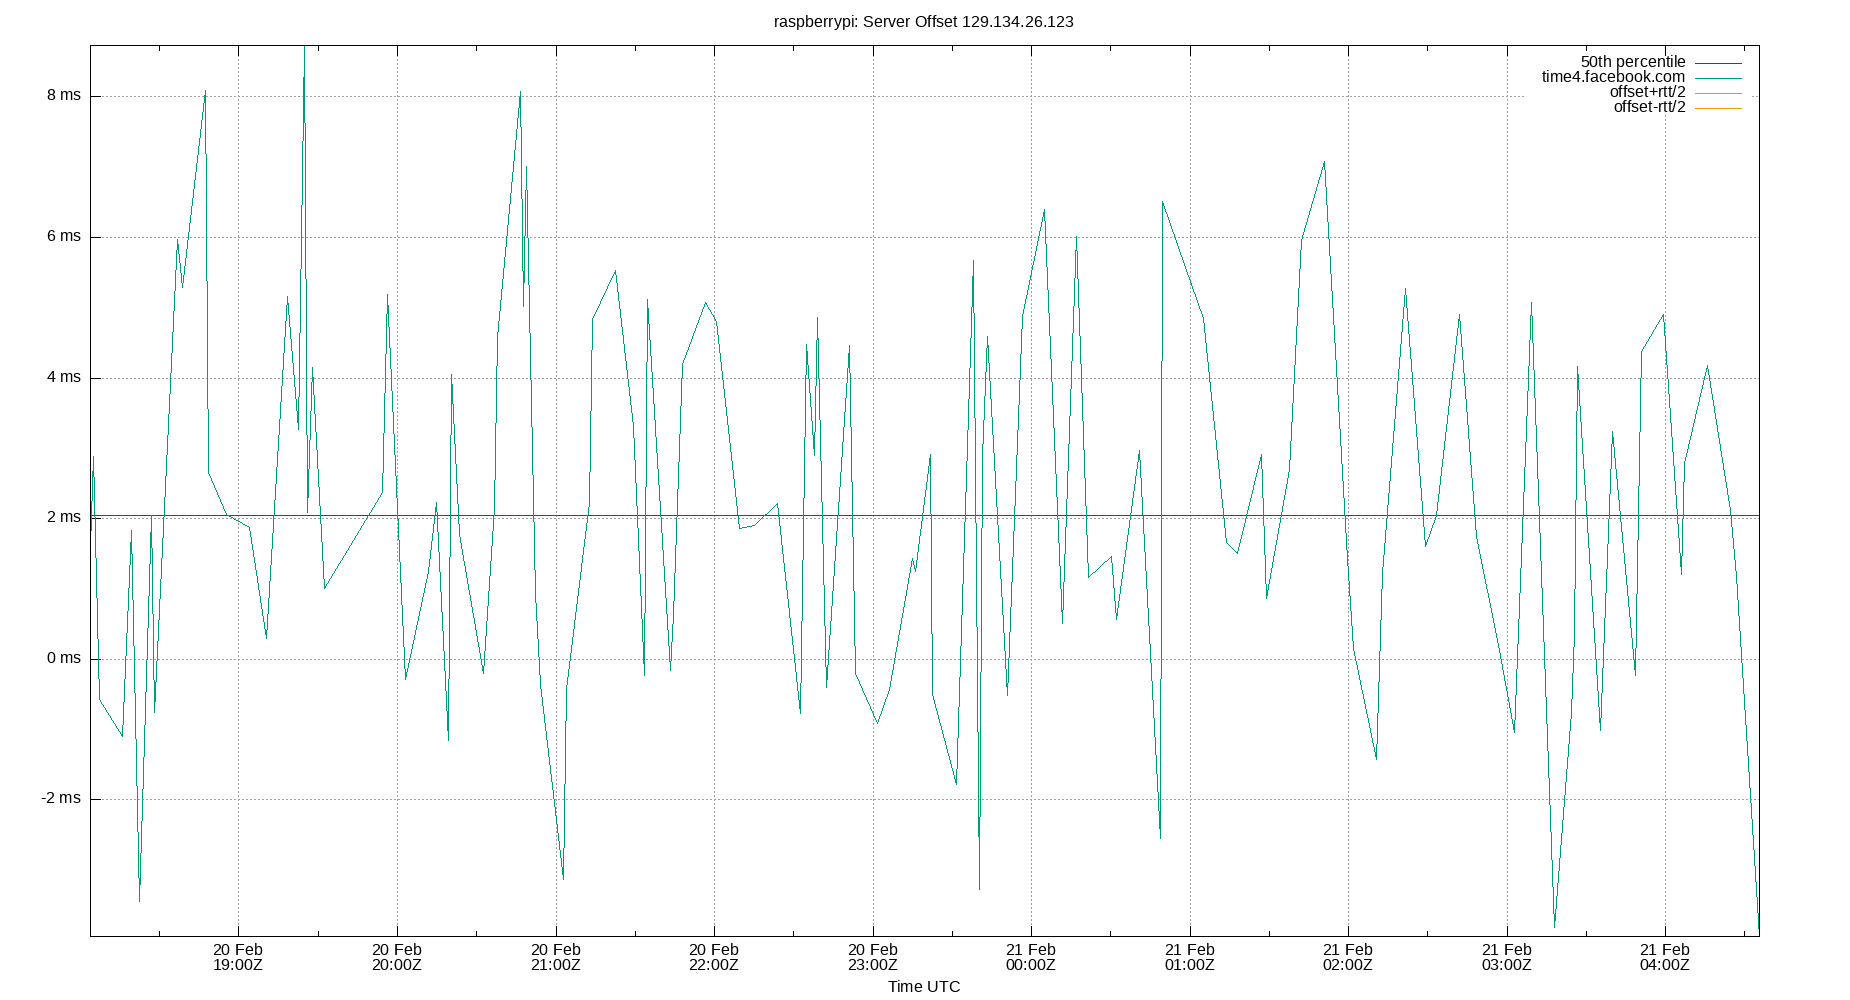 raspberrypi: Server Offset 129.134.26.123
50th percentile
time4.facebook.com
offset+rtt/2
offset-rtt/2
8 ms
6 ms
4 ms
2 ms
0 ms
-2 ms
20 Feb 20 Feb 20 Feb 20 Feb 20 Feb 21 Feb 21 Feb 21 Feb 21 Feb 21 Feb
19:00Z 20:00Z 21:00Z 22:00Z 23:00Z 00:00Z 01:00Z 02:00Z 03:00Z 04:00Z
Time UTC